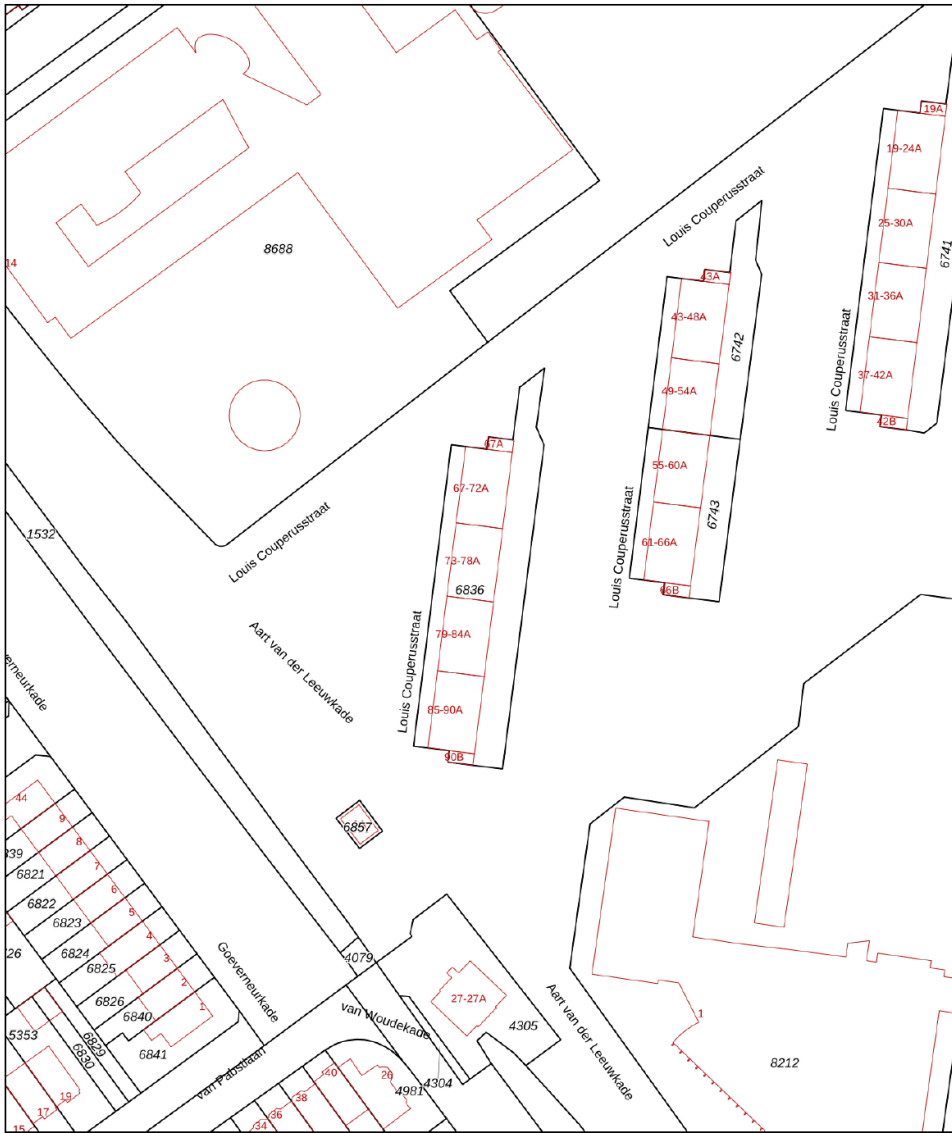 19A
19-24A
Louis Couperusstraat
25-30A
8688
6741
14
43A
31-36A
43-48A
6742
Louis Couperusstraat
37-42A
49-54A
42B
67A
55-60A
67-72A
6743
Louis Couperusstraat
1532
Louis Couperusstraat
61-66A
73-78A
6836
66B
79-84A
Aart van der Leeuwkade
Louis Couperusstraat
85-90A
90B
44
9
6857
8
39
7
6821
6
6822
5
6823
4
26
6824
3
4079
6825
2
Goeverneurkade
27-27A
6826
1
6840
van Woudekade
4305
Aart van der Leeuwkade
1
5353
6829
6830
6841
van Pabstlaan
8212
40
26
4304
4981
38
19
17
36
34
15